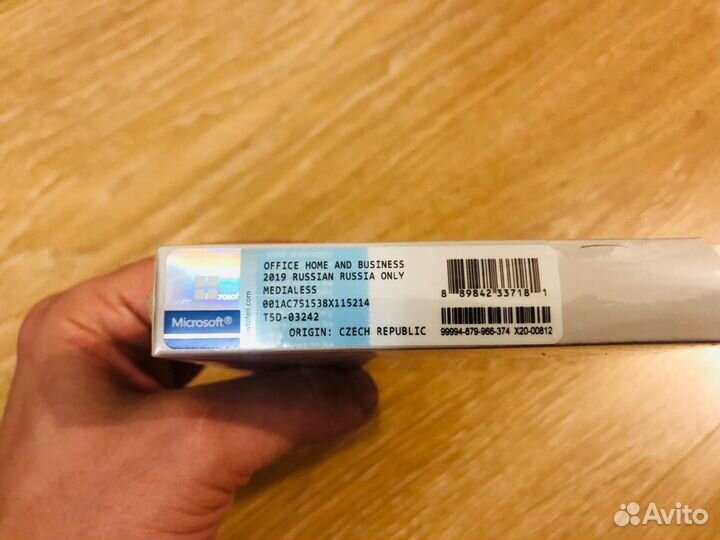 OFFICE HOME AND BUSINESS
2019 RUSSIAN RUSSIA ONLY
MEDIALESS
001AC751538X115214
T5D-03242
ORIGIN: CZECH REPUBLIC
Microsoft®
8 89842 33718 1
99994-879-966-374 X20-00812
Avito